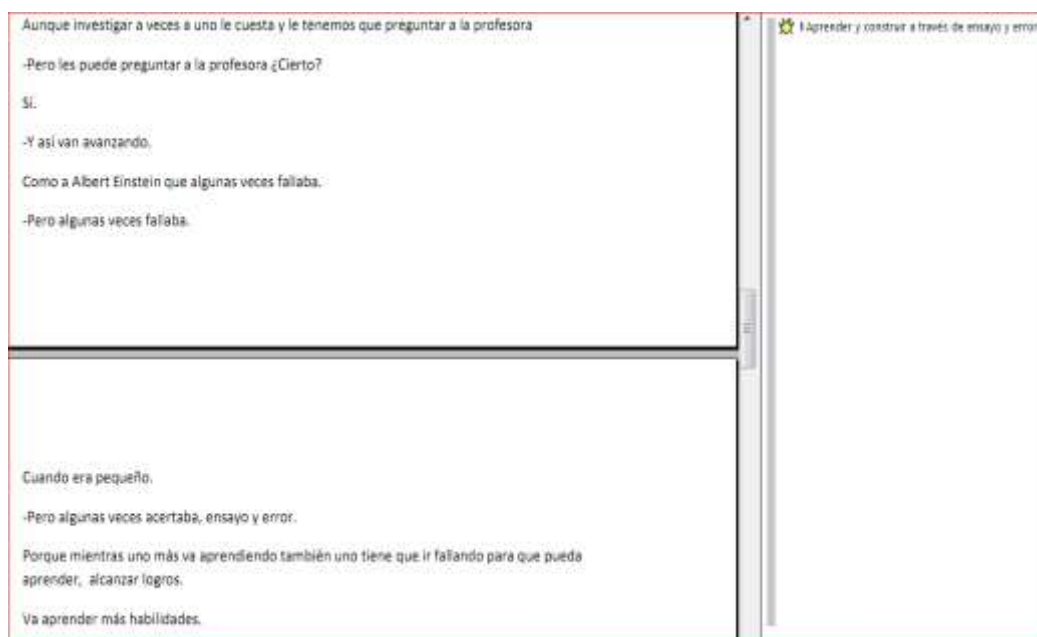 Aunque investigar a veces a uno le cuesta y le tenemos que preguntar a la profesora
-Pero les puede preguntar a la profesora ¿Cierto?
Sí.
-Y así van avanzando.
Como a Albert Einstein que algunas veces fallaba.
-Pero algunas veces fallaba.
Cuando era pequeño.
-Pero algunas veces acertaba, ensayo y error.
Porque mientras uno más va aprendiendo también uno tiene que ir fallando para que pueda
aprender, alcanzar logros.
Va aprender más habilidades.
Aprender y construir a través de ensayo y error